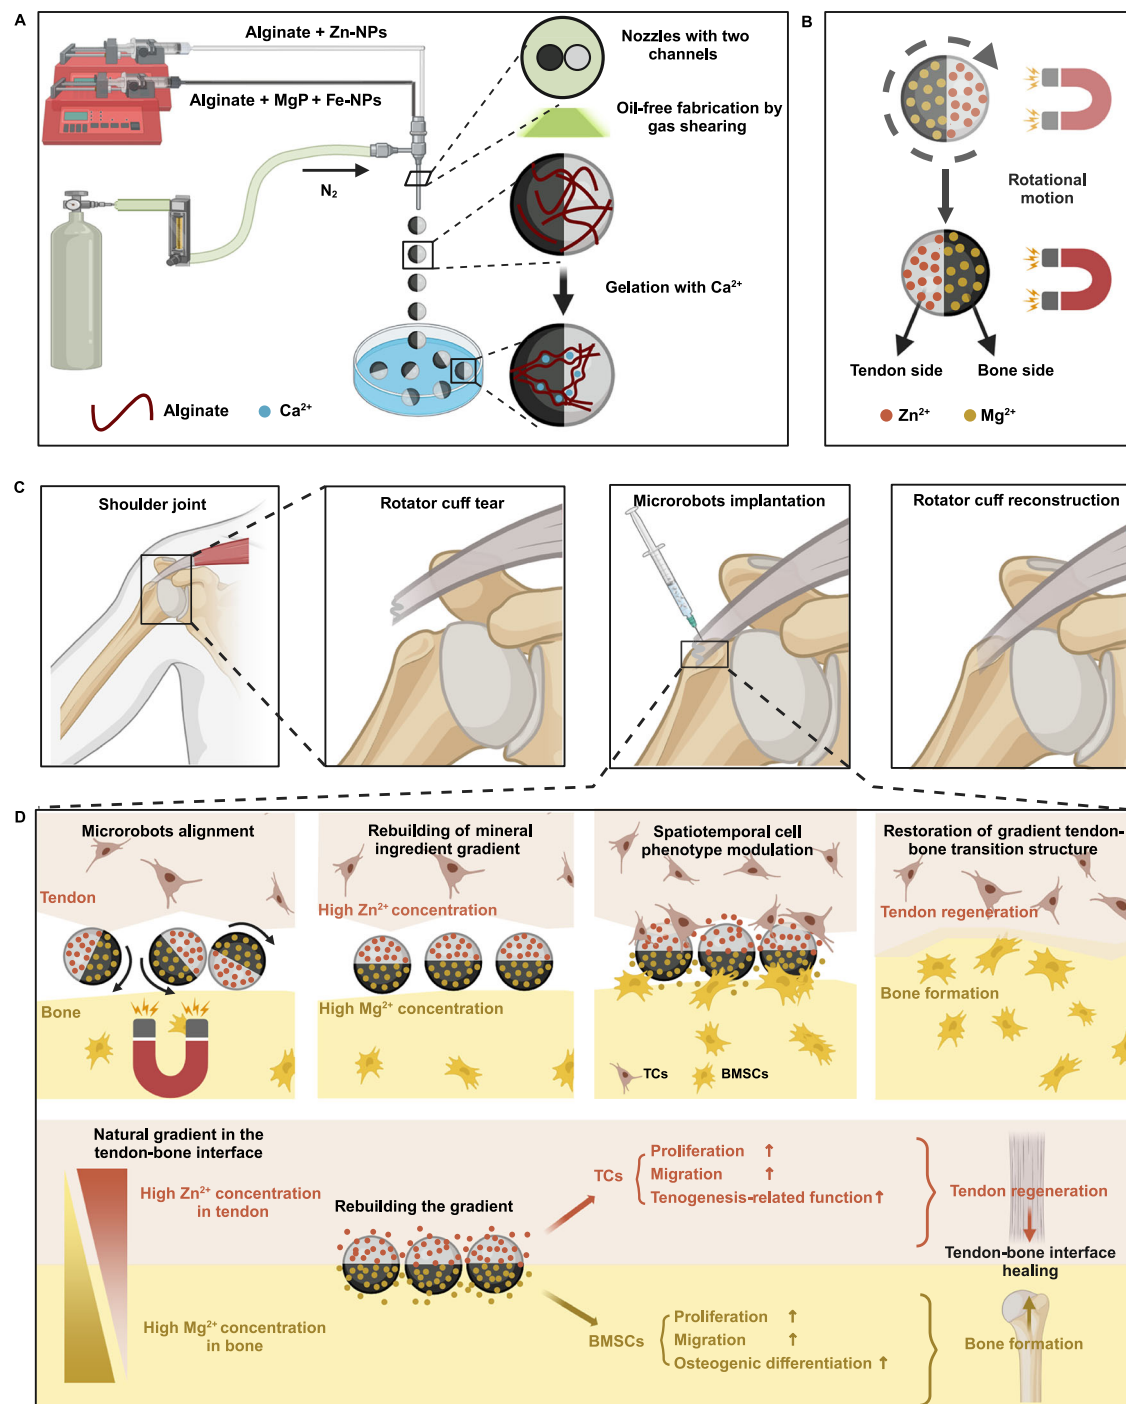 A
Alginate + Zn-NPs
Alginate + MgP + Fe-NPs
N₂
Nozzles with two
channels
Oil-free fabrication by
gas shearing
Gelation with Ca²⁺
Alginate
Ca²⁺
B
Rotational
motion
Tendon side
Bone side
Zn²⁺
Mg²⁺
C
Shoulder joint
Rotator cuff tear
Microrobots implantation
Rotator cuff reconstruction
D
Microrobots alignment
Tendon
Bone
Rebuilding of mineral
ingredient gradient
High Zn²⁺ concentration
High Mg²⁺ concentration
Spatiotemporal cell
phenotype modulation
TCs
BMSCs
Restoration of gradient tendon-
bone transition structure
Tendon regeneration
Bone formation
Natural gradient in the
tendon-bone interface
High Zn²⁺ concentration
in tendon
High Mg²⁺ concentration
in bone
Rebuilding the gradient
TCs
Proliferation ↑
Migration ↑
Tenogenesis-related function ↑
BMSCs
Proliferation ↑
Migration ↑
Osteogenic differentiation ↑
Tendon regeneration
Tendon-bone interface
healing
Bone formation